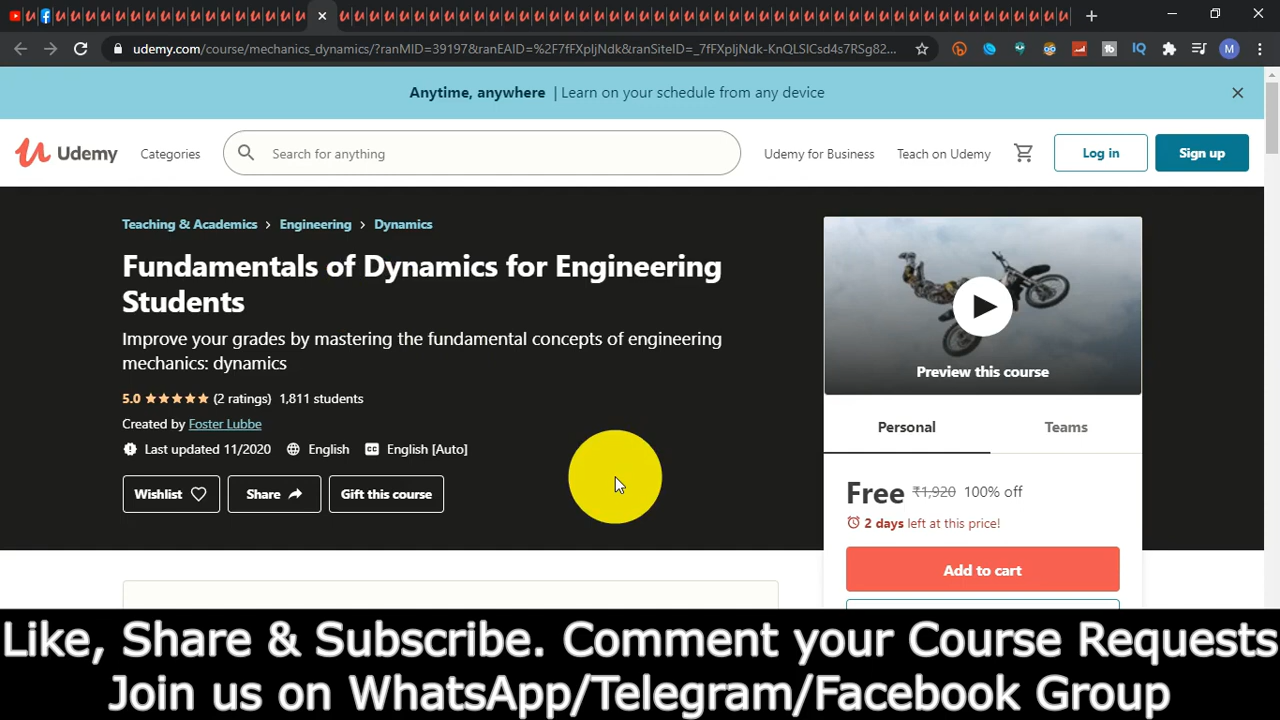 udemy.com/course/mechanics_dynamics/?ranMID=39197&ranEAID=%2F7fFXpIjNdk&ranSiteID=_7fFXpIjNdk-KnQLSICsd4s7RSg82...
IQ
M
Anytime, anywhere | Learn on your schedule from any device
Udemy
Categories
Search for anything
Udemy for Business
Teach on Udemy
Log in
Sign up
Teaching & Academics > Engineering > Dynamics
Fundamentals of Dynamics for Engineering
Students
Improve your grades by mastering the fundamental concepts of engineering
mechanics: dynamics
5.0 ★★★★★ (2 ratings) 1,811 students
Created by Foster Lubbe
Last updated 11/2020 English CC English [Auto]
Wishlist
Share
Gift this course
Preview this course
Personal
Teams
Free ₹1,920 100% off
2 days left at this price!
Add to cart
Like, Share & Subscribe. Comment your Course Requests
Join us on WhatsApp/Telegram/Facebook Group